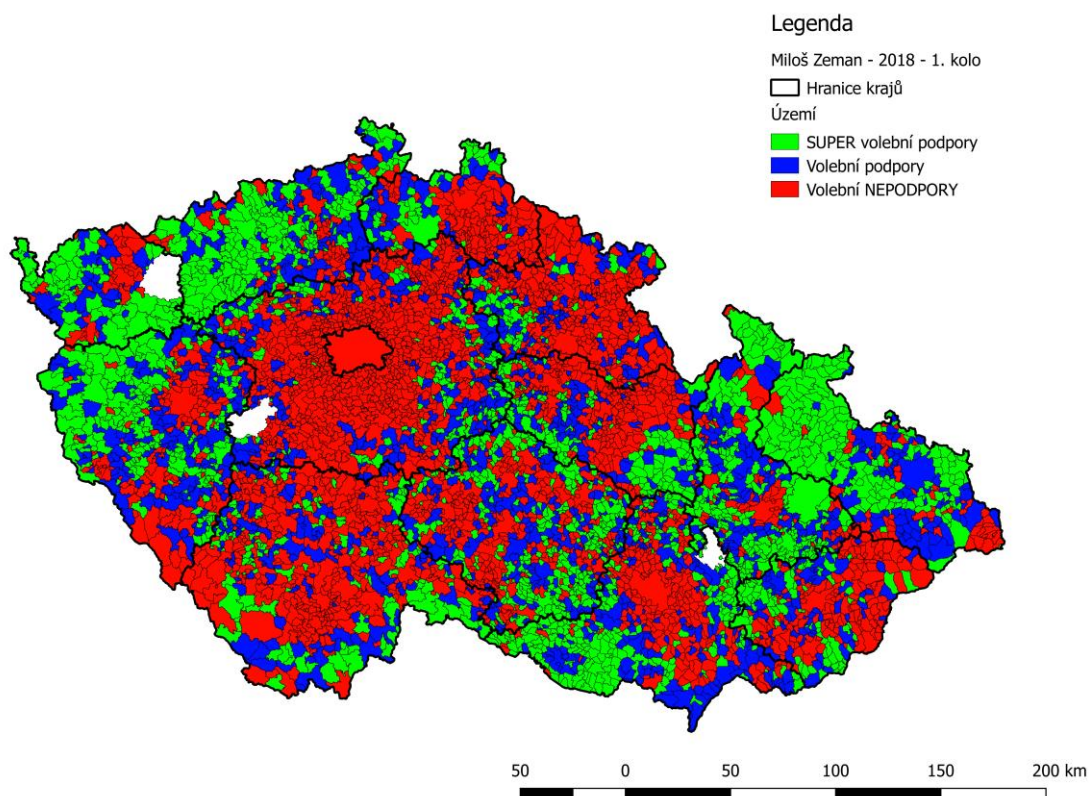 Legenda
Miloš Zeman - 2018 - 1. kolo
Hranice krajů
Území
SUPER volební podpory
Volební podpory
Volební NEPODPORY
50 0 50 100 150 200 km